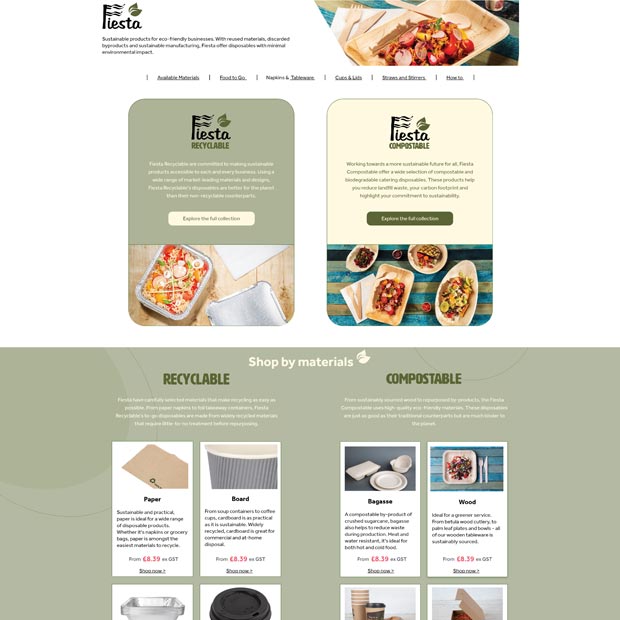 Fiesta
Sustainable products for eco-friendly businesses. With reused materials, discarded
byproducts and sustainable manufacturing, Fiesta offer disposables with minimal
environmental impact.
| Available Materials | Food to Go | Napkins & Tableware | Cups & Lids | Straws and Stirrers | How to |
Fiesta
RECYCLABLE
Fiesta Recyclable are committed to making sustainable
products accessible to each and every business. Using a
wide range of market-leading materials and designs,
Fiesta Recyclable's disposables are better for the planet
than their non-recyclable counterparts.
Explore the full collection
Fiesta
COMPOSTABLE
Working towards a more sustainable future for all, Fiesta
Compostable offer a wide selection of compostable and
biodegradable catering disposables. These products help
you reduce landfill waste, your carbon footprint and
highlight your commitment to sustainability.
Explore the full collection
Shop by materials
RECYCLABLE
Fiesta have carefully selected materials that make recycling as easy as
possible. From paper napkins to foil takeaway containers, Fiesta
Recyclable's to-go disposables are made from widely recycled materials
that require little-to-no treatment before repurposing.
COMPOSTABLE
From sustainably sourced wood to repurposed by-products, the Fiesta
Compostable uses high-quality eco-friendly materials. These disposables
are just as good as their traditional counterparts but are much kinder to
the planet.
Paper
Sustainable and practical,
paper is ideal for a wide range
of disposable products.
Whether it's napkins or grocery
bags, paper is amongst the
easiest materials to recycle.
From £8.39 ex GST
Shop now >
Board
From soup containers to coffee
cups, cardboard is as practical
as it is sustainable. Widely
recycled, cardboard is great for
commercial and at-home
disposal.
From £8.39 ex GST
Shop now >
Bagasse
A compostable by-product of
crushed sugarcane, bagasse
also helps to reduce waste
during production. Meat and
water resistant, it's ideal for
both hot and cold food.
From £8.39 ex GST
Shop now >
Wood
Ideal for a greener service.
From betula wood cutlery, to
palm leaf plates and bowls – all
of our wooden tableware is
sustainably sourced.
From £8.39 ex GST
Shop now >